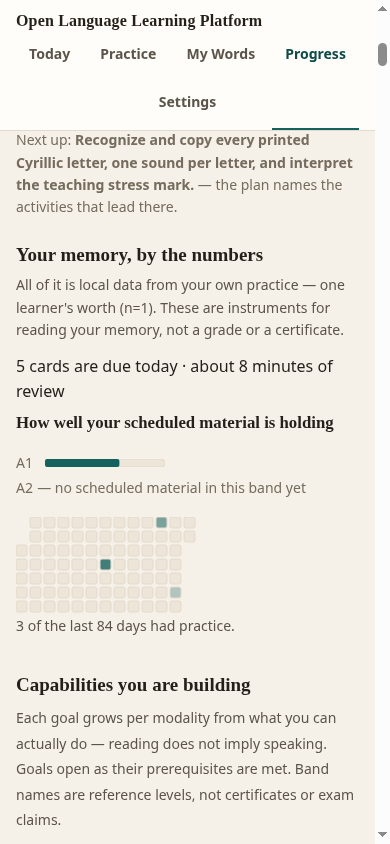 Open Language Learning Platform
Today Practice My Words Progress
Settings
Next up: Recognize and copy every printed
Cyrillic letter, one sound per letter, and interpret
the teaching stress mark. — the plan names the
activities that lead there.
Your memory, by the numbers
All of it is local data from your own practice — one
learner's worth (n=1). These are instruments for
reading your memory, not a grade or a certificate.
5 cards are due today · about 8 minutes of
review
How well your scheduled material is holding
A1
A2 — no scheduled material in this band yet
3 of the last 84 days had practice.
Capabilities you are building
Each goal grows per modality from what you can
actually do — reading does not imply speaking.
Goals open as their prerequisites are met. Band
names are reference levels, not certificates or exam
claims.